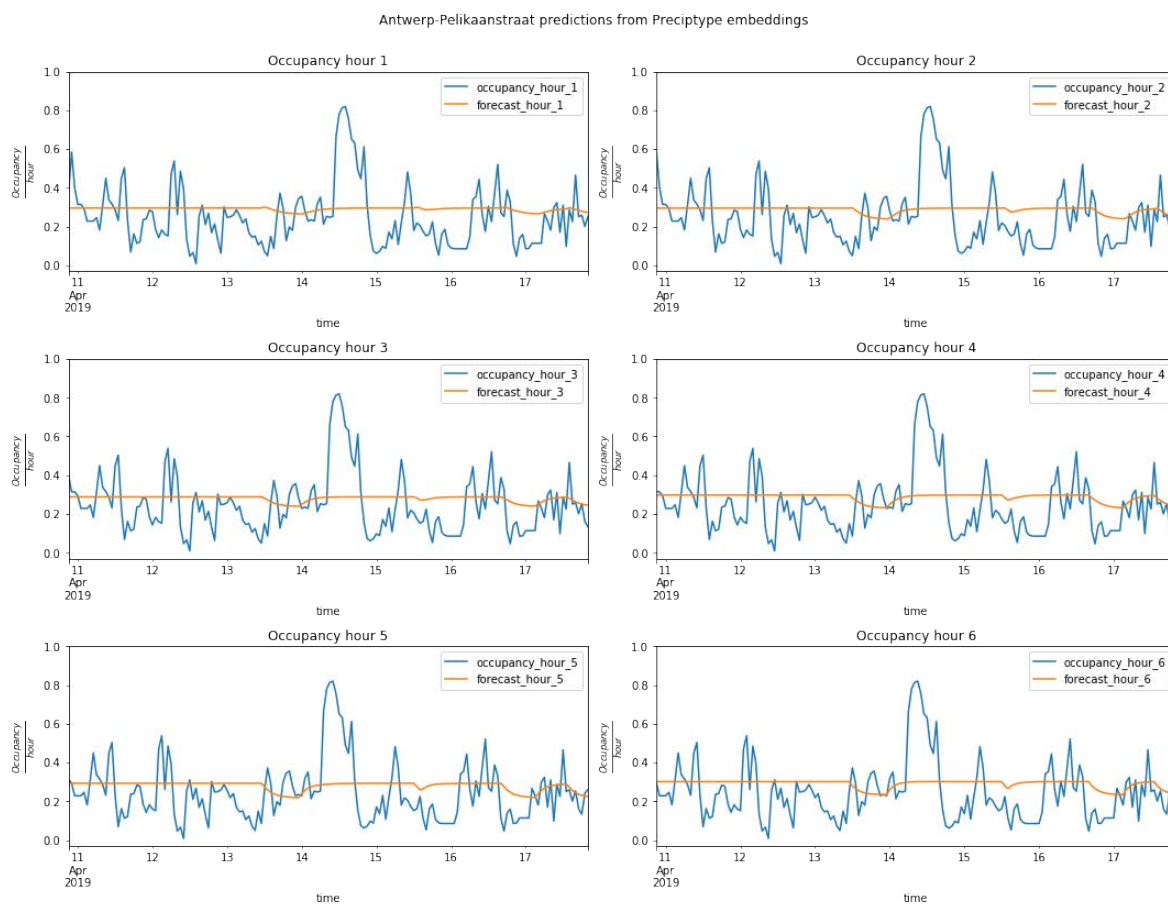 Antwerp-Pelikaanstraat predictions from Preciptype embeddings
Occupancy hour 1
1.0
0.8
0.6
0.4
0.2
0.0
Occupancy
hour
occupancy_hour_1
forecast_hour_1
11 12 13 14 15 16 17
Apr
2019
time
Occupancy hour 2
1.0
0.8
0.6
0.4
0.2
0.0
Occupancy
hour
occupancy_hour_2
forecast_hour_2
11 12 13 14 15 16 17
Apr
2019
time
Occupancy hour 3
1.0
0.8
0.6
0.4
0.2
0.0
Occupancy
hour
occupancy_hour_3
forecast_hour_3
11 12 13 14 15 16 17
Apr
2019
time
Occupancy hour 4
1.0
0.8
0.6
0.4
0.2
0.0
Occupancy
hour
occupancy_hour_4
forecast_hour_4
11 12 13 14 15 16 17
Apr
2019
time
Occupancy hour 5
1.0
0.8
0.6
0.4
0.2
0.0
Occupancy
hour
occupancy_hour_5
forecast_hour_5
11 12 13 14 15 16 17
Apr
2019
time
Occupancy hour 6
1.0
0.8
0.6
0.4
0.2
0.0
Occupancy
hour
occupancy_hour_6
forecast_hour_6
11 12 13 14 15 16 17
Apr
2019
time